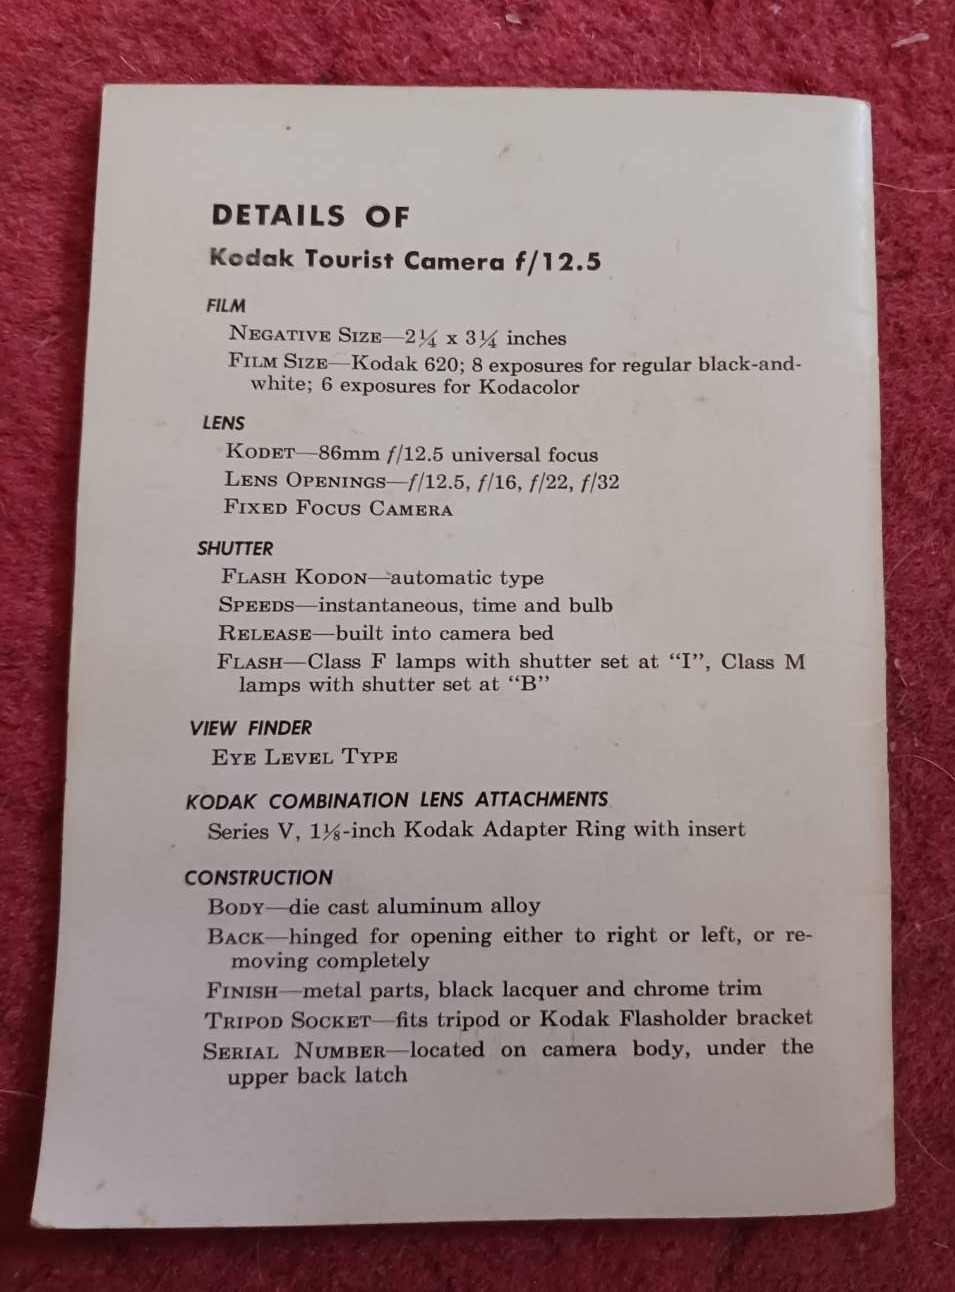 DETAILS OF
Kodak Tourist Camera f/12.5
FILM
NEGATIVE SIZE—2¼ x 3¼ inches
FILM SIZE—Kodak 620; 8 exposures for regular black-and-
white; 6 exposures for Kodacolor
LENS
KODET—86mm f/12.5 universal focus
LENS OPENINGS—f/12.5, f/16, f/22, f/32
FIXED FOCUS CAMERA
SHUTTER
FLASH KODON—automatic type
SPEEDS—instantaneous, time and bulb
RELEASE—built into camera bed
FLASH—Class F lamps with shutter set at “I”, Class M
lamps with shutter set at “B”
VIEW FINDER
EYE LEVEL TYPE
KODAK COMBINATION LENS ATTACHMENTS
Series V, 1⅛-inch Kodak Adapter Ring with insert
CONSTRUCTION
BODY—die cast aluminum alloy
BACK—hinged for opening either to right or left, or re-
moving completely
FINISH—metal parts, black lacquer and chrome trim
TRIPOD SOCKET—fits tripod or Kodak Flasholder bracket
SERIAL NUMBER—located on camera body, under the
upper back latch